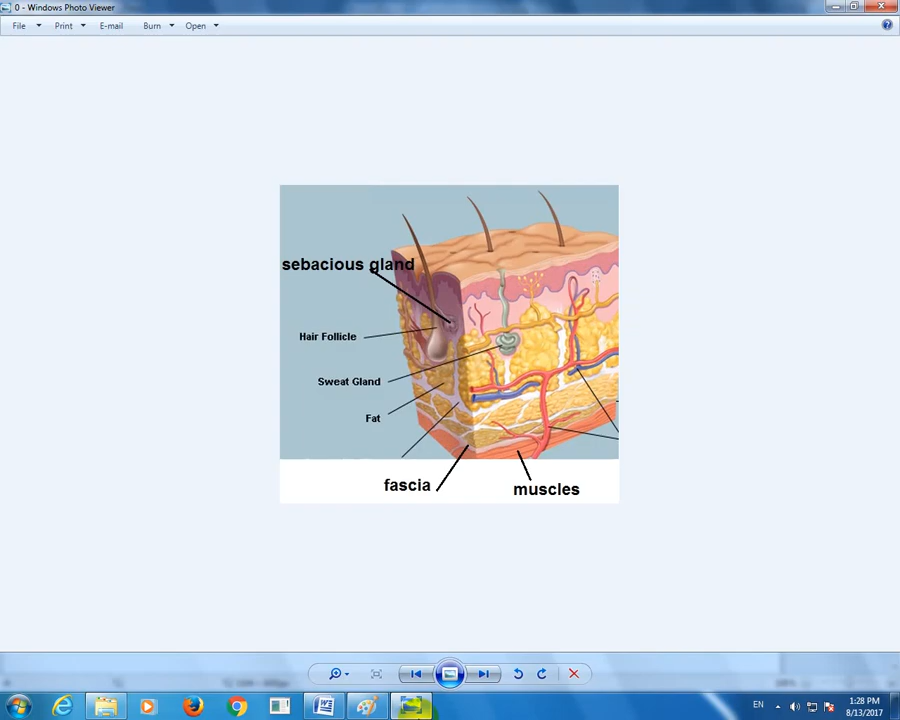 0 - Windows Photo Viewer
File Print E-mail Burn Open
sebacious gland
Hair Follicle
Sweat Gland
Fat
fascia
muscles
EN
1:28 PM
8/13/2017